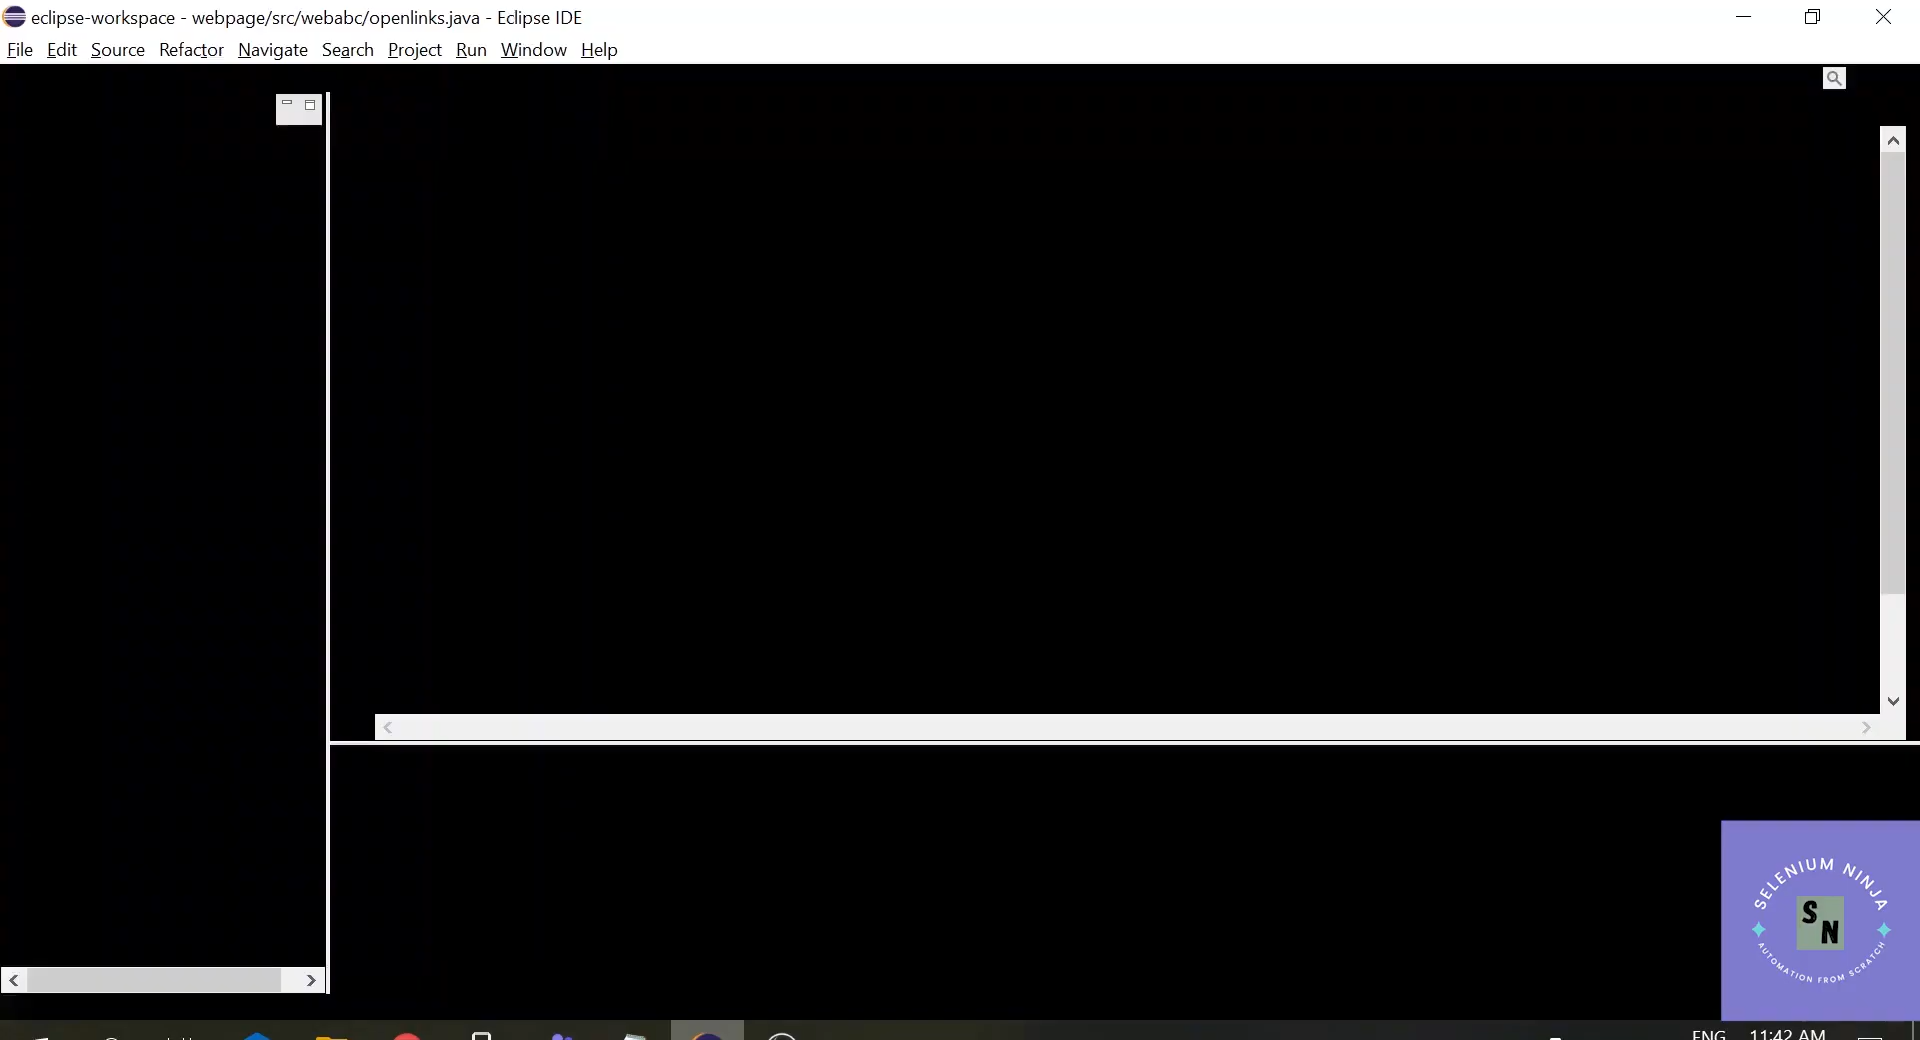 eclipse-workspace - webpage/src/webabc/openlinks.java - Eclipse IDE
File Edit Source Refactor Navigate Search Project Run Window Help
SELENIUM NINJA
S
N
AUTOMATION FROM SCRATCH
ENG 11:42 AM